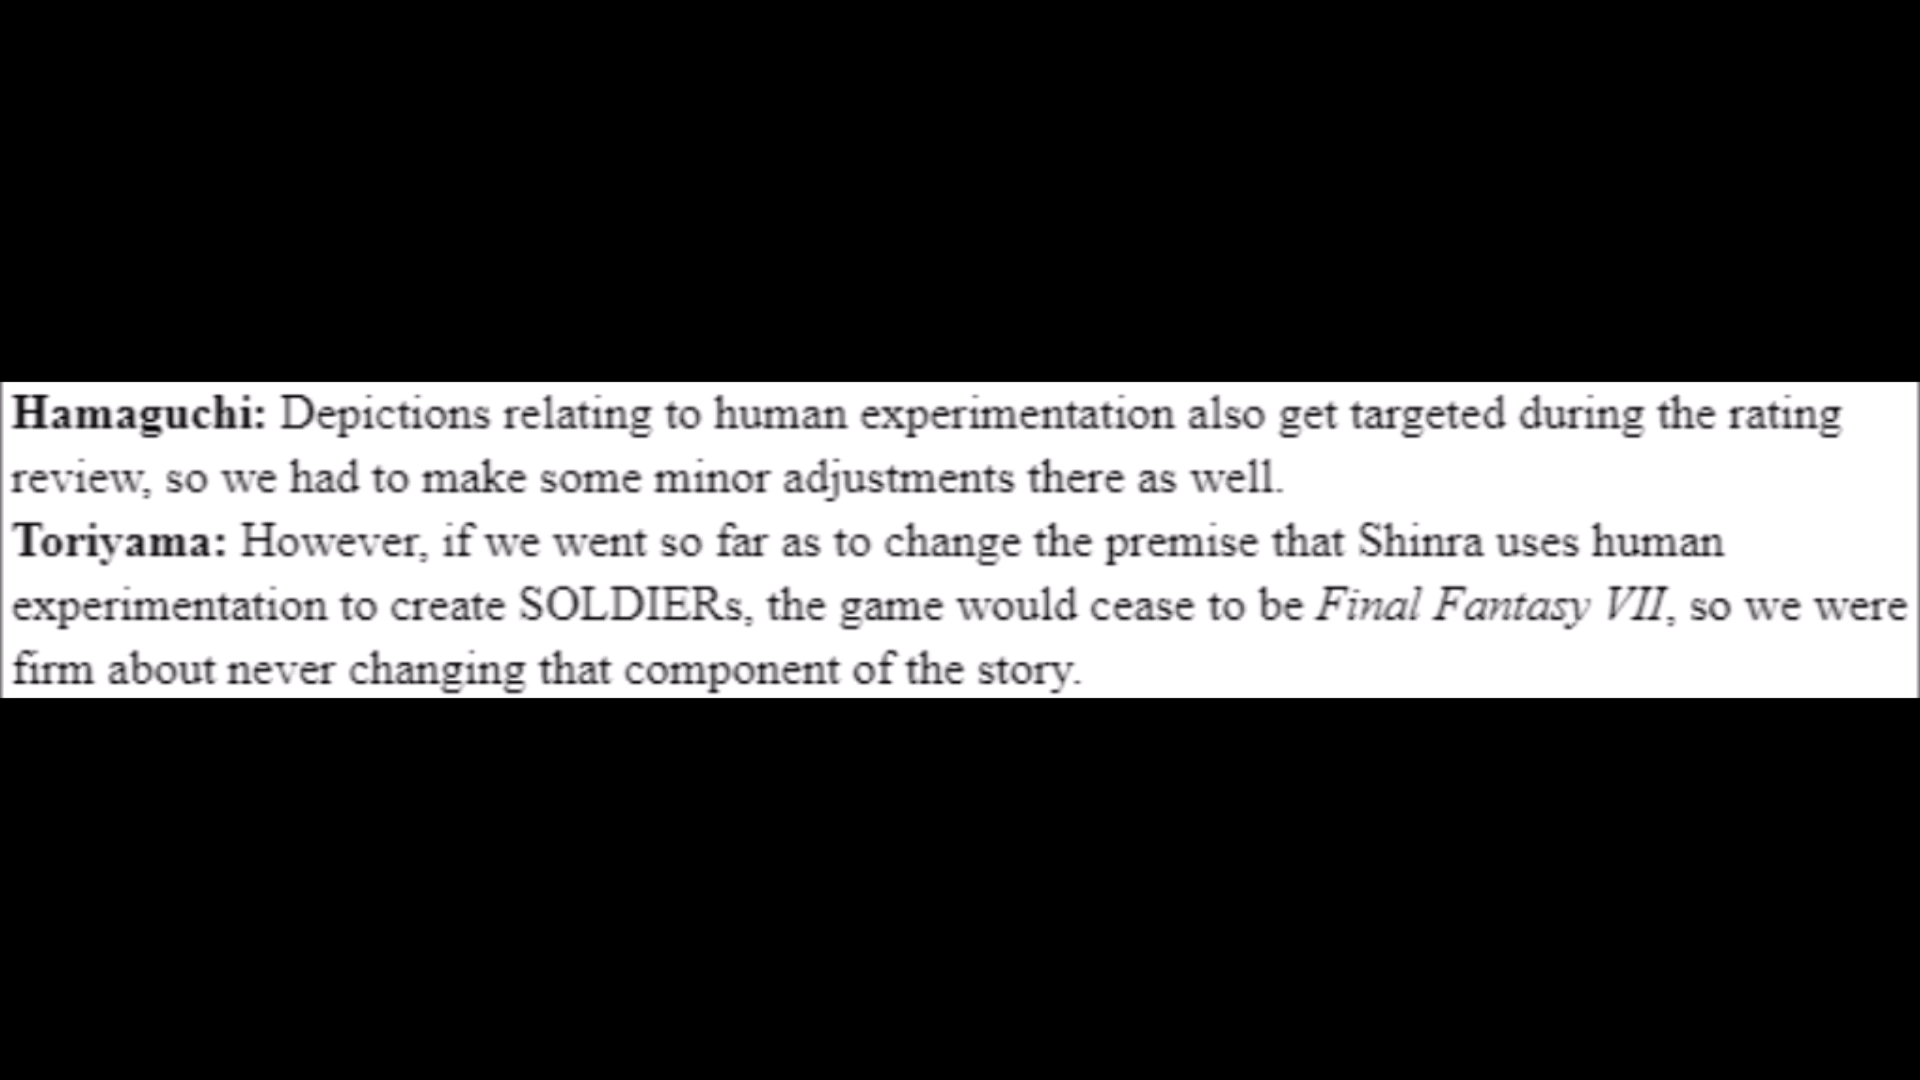 Hamaguchi: Depictions relating to human experimentation also get targeted during the rating
review, so we had to make some minor adjustments there as well.
Toriyama: However, if we went so far as to change the premise that Shinra uses human
experimentation to create SOLDIERs, the game would cease to be Final Fantasy VII, so we were
firm about never changing that component of the story.